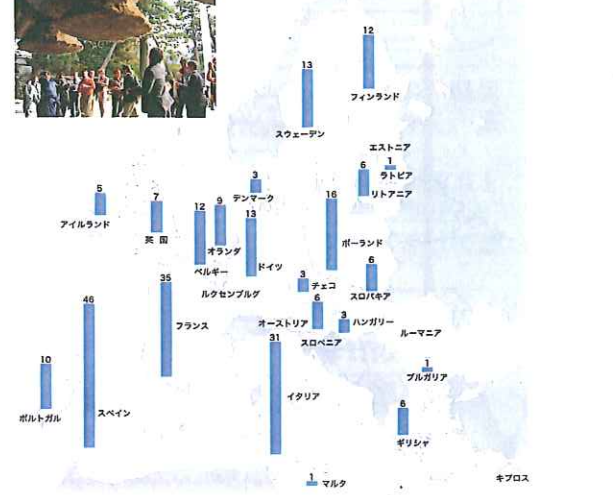 12
13
フィンランド
スウェーデン
エストニア
1
ラトビア
6
リトアニア
3
デンマーク
5
アイルランド
7
英 国
12
ベルギー
9
オランダ
13
ドイツ
16
ポーランド
ルクセンブルグ
3
チェコ
6
スロバキア
35
フランス
46
スペイン
オーストリア
6
3
ハンガリー
スロベニア
ルーマニア
31
イタリア
1
ブルガリア
10
ポルトガル
6
ギリシャ
1
マルタ
キプロス